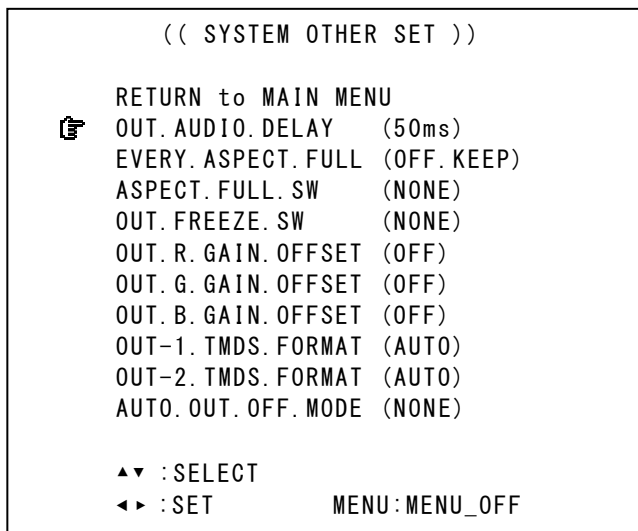 (( SYSTEM OTHER SET ))
RETURN to MAIN MENU
☞ OUT.AUDIO.DELAY (50ms)
EVERY.ASPECT.FULL (OFF.KEEP)
ASPECT.FULL.SW (NONE)
OUT.FREEZE.SW (NONE)
OUT.R.GAIN.OFFSET (OFF)
OUT.G.GAIN.OFFSET (OFF)
OUT.B.GAIN.OFFSET (OFF)
OUT-1.TMDS.FORMAT (AUTO)
OUT-2.TMDS.FORMAT (AUTO)
AUTO.OUT.OFF.MODE (NONE)
▲▼ :SELECT
◄► :SET MENU:MENU_OFF